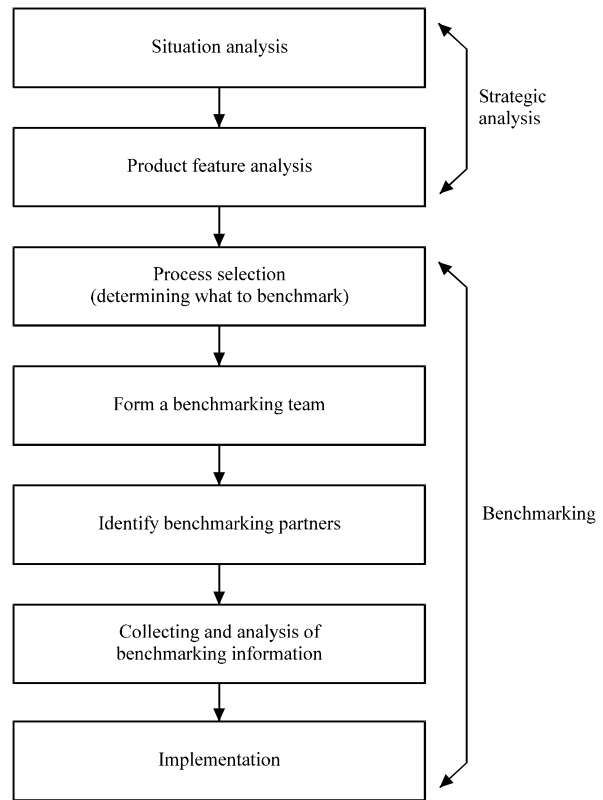 Situation analysis
Strategic
analysis
Product feature analysis
Process selection
(determining what to benchmark)
Form a benchmarking team
Identify benchmarking partners
Benchmarking
Collecting and analysis of
benchmarking information
Implementation